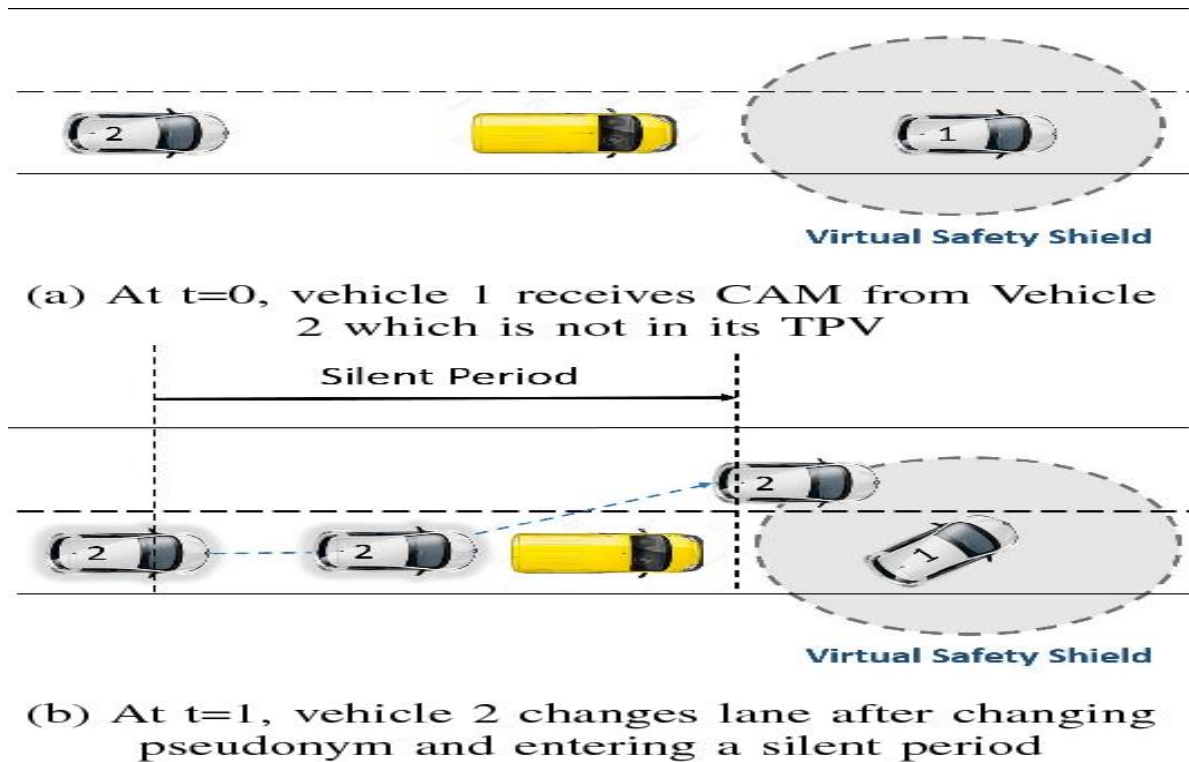 2
1
Virtual Safety Shield
(a) At t=0, vehicle 1 receives CAM from Vehicle
2 which is not in its TPV
Silent Period
2
2
2
1
Virtual Safety Shield
(b) At t=1, vehicle 2 changes lane after changing
pseudonym and entering a silent period